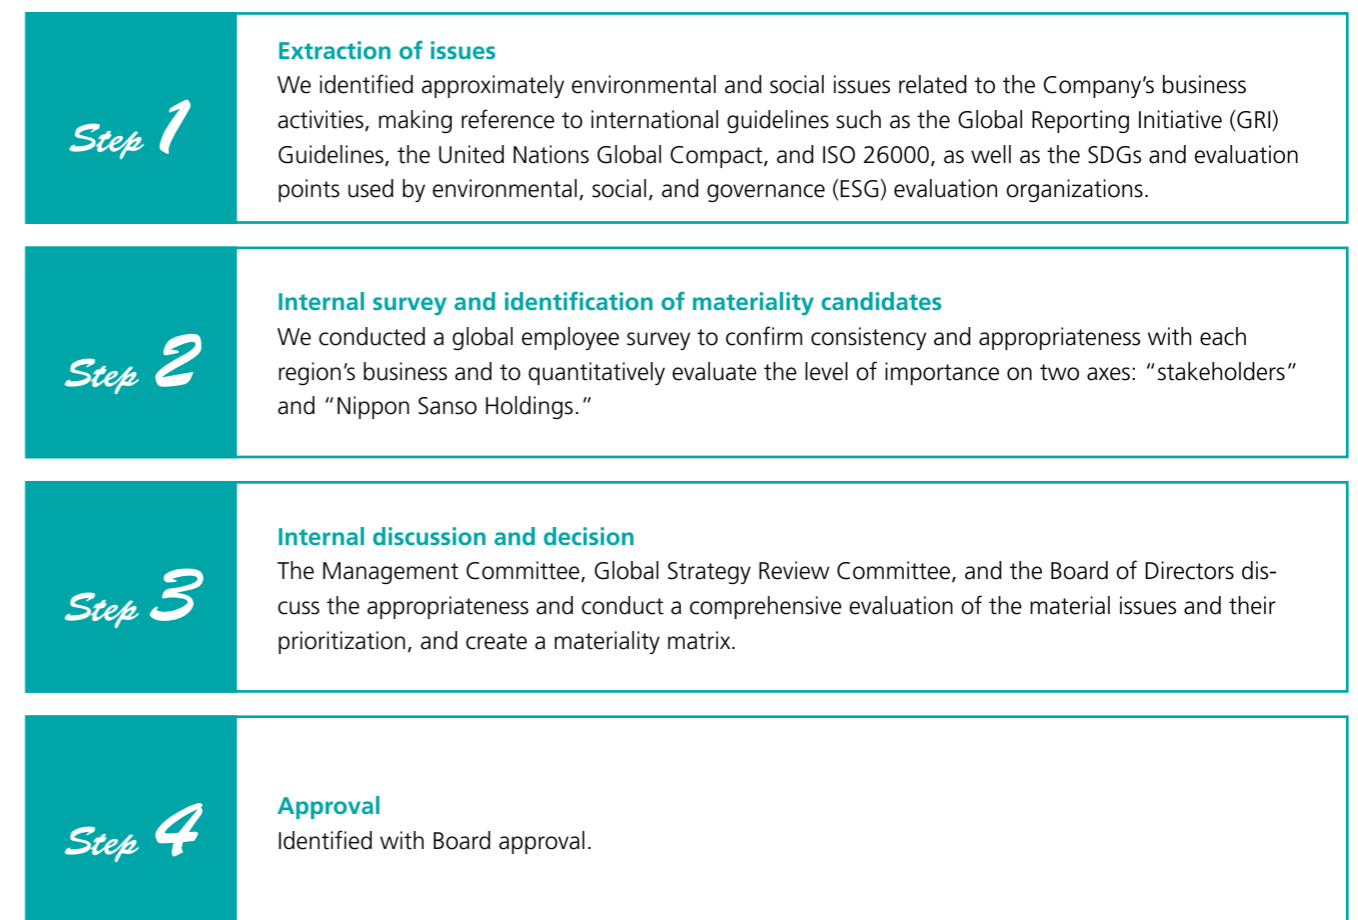 Step 1
Extraction of issues
We identified approximately environmental and social issues related to the Company’s business
activities, making reference to international guidelines such as the Global Reporting Initiative (GRI)
Guidelines, the United Nations Global Compact, and ISO 26000, as well as the SDGs and evaluation
points used by environmental, social, and governance (ESG) evaluation organizations.
Step 2
Internal survey and identification of materiality candidates
We conducted a global employee survey to confirm consistency and appropriateness with each
region’s business and to quantitatively evaluate the level of importance on two axes: “stakeholders”
and “Nippon Sanso Holdings.”
Step 3
Internal discussion and decision
The Management Committee, Global Strategy Review Committee, and the Board of Directors dis-
cuss the appropriateness and conduct a comprehensive evaluation of the material issues and their
prioritization, and create a materiality matrix.
Step 4
Approval
Identified with Board approval.